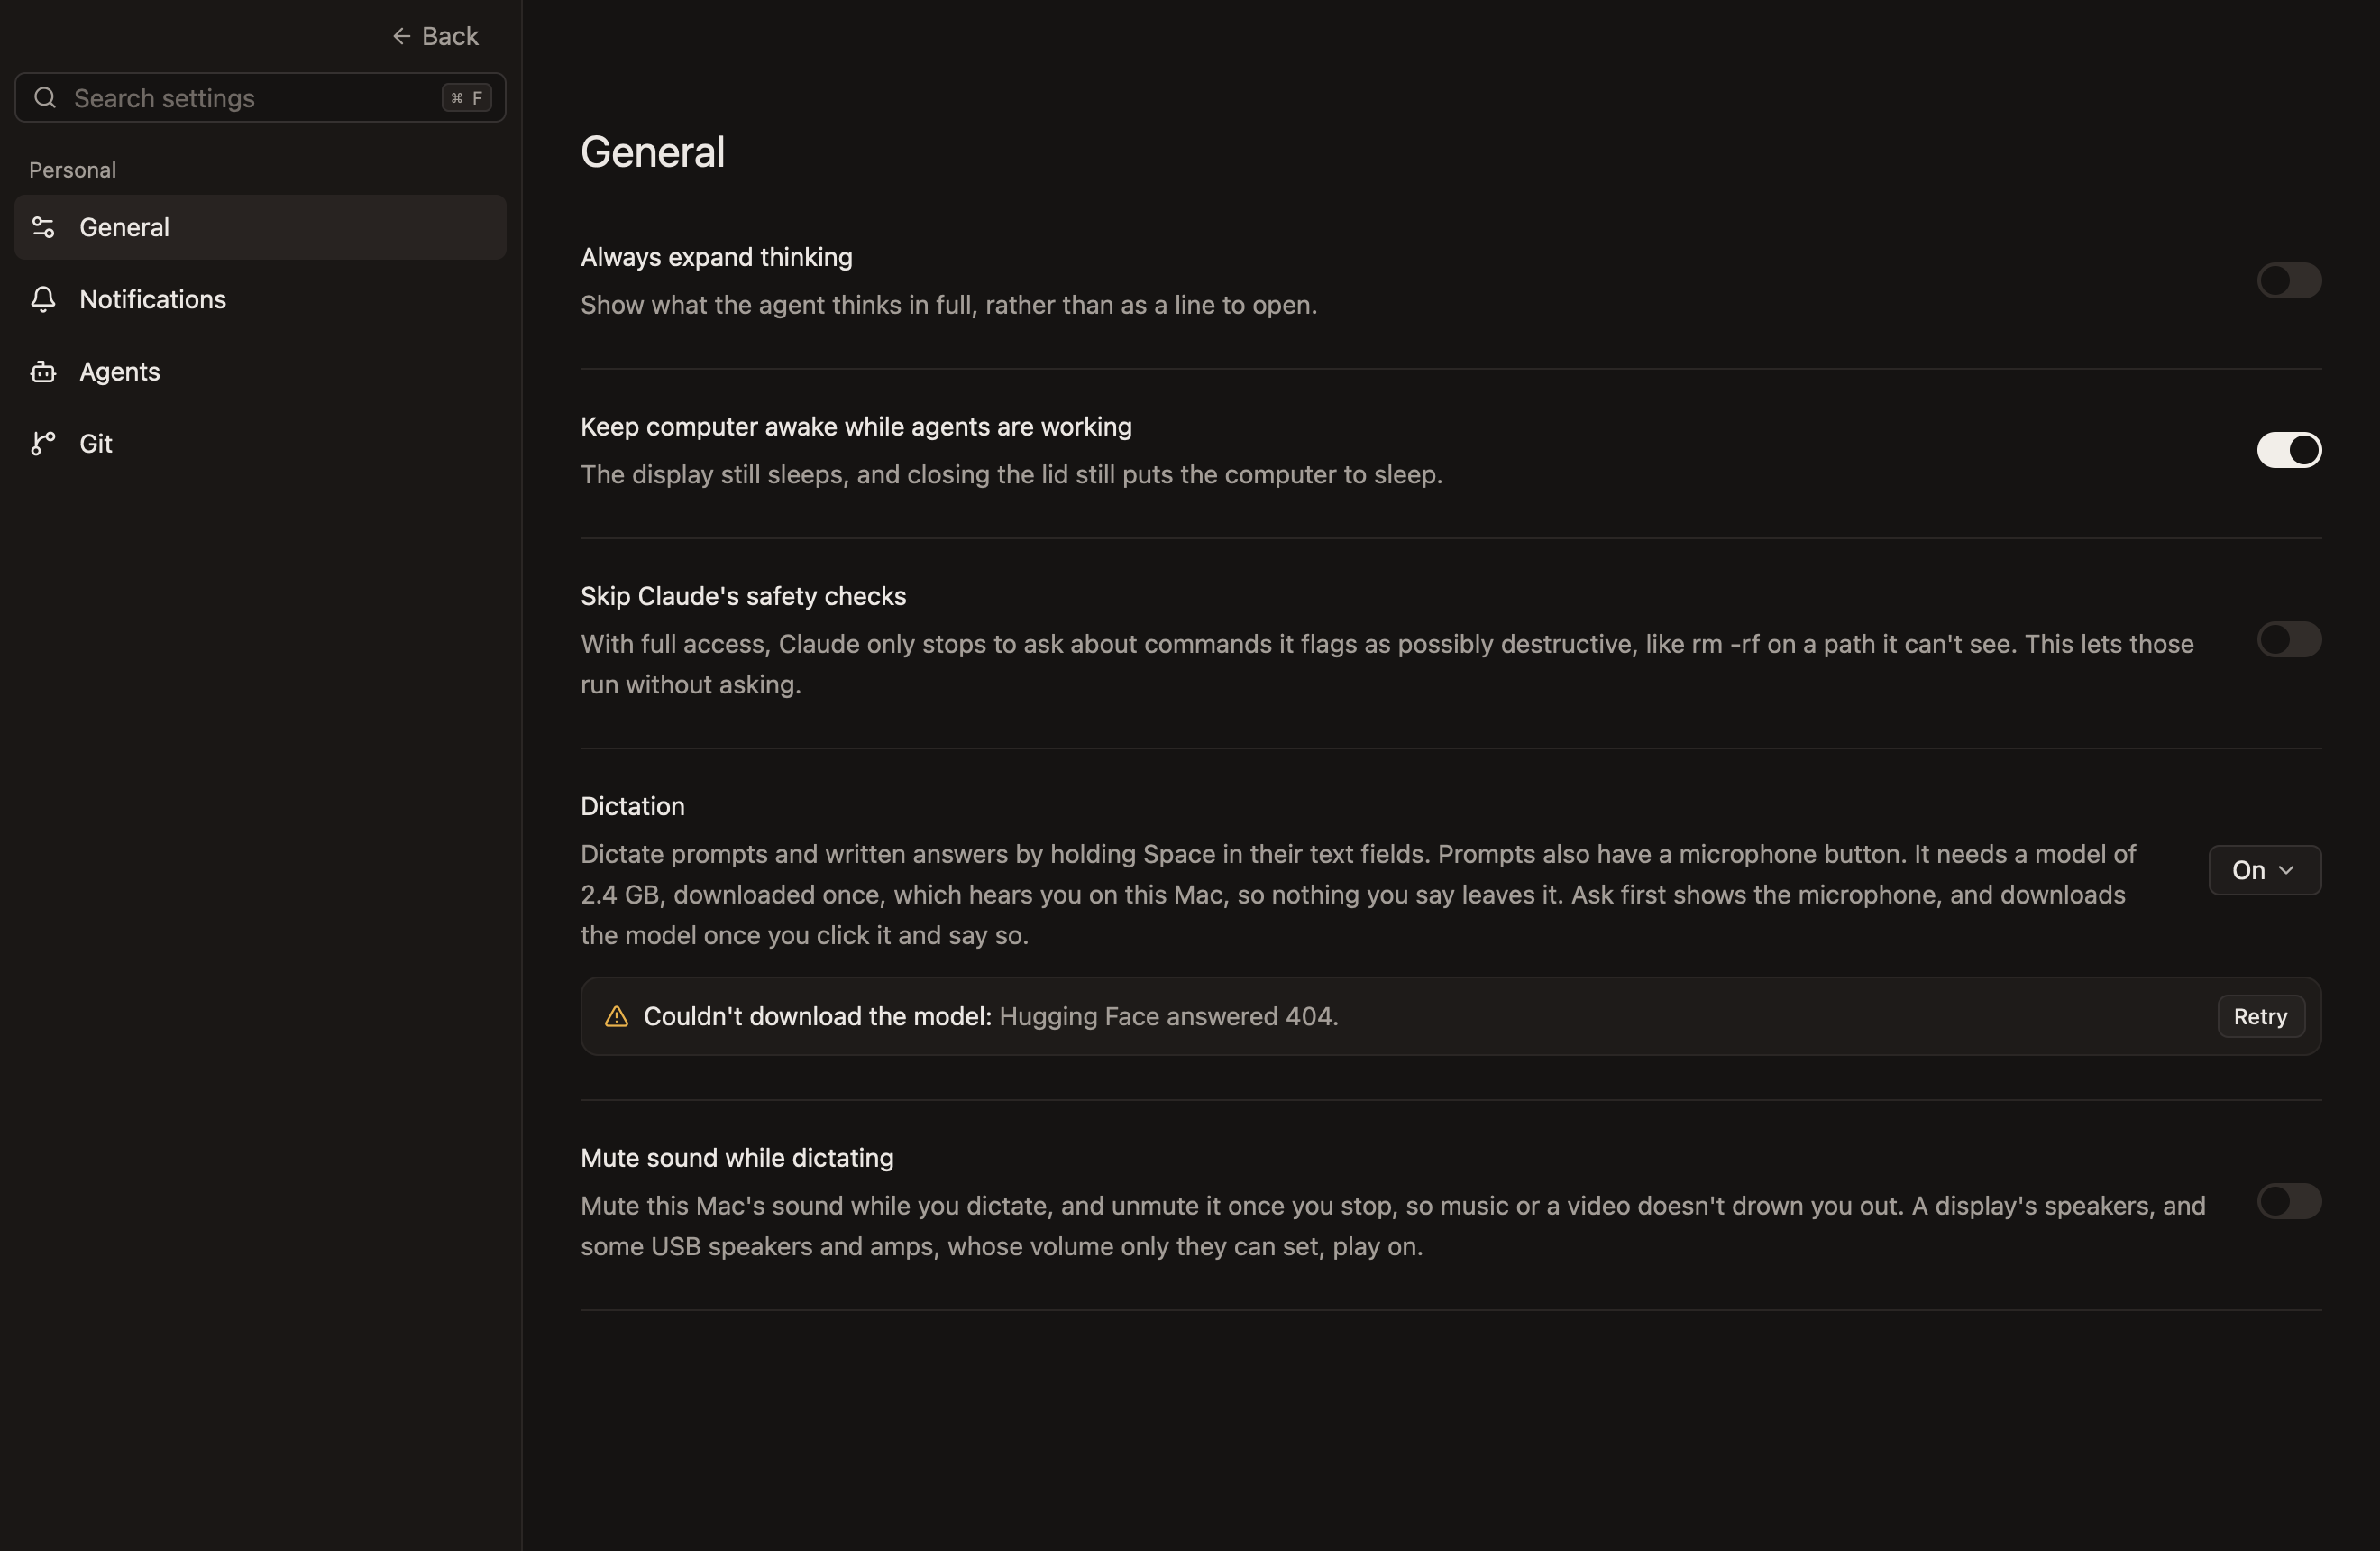 ← Back
Search settings
⌘ F
Personal
General
Notifications
Agents
Git
General
Always expand thinking
Show what the agent thinks in full, rather than as a line to open.
Keep computer awake while agents are working
The display still sleeps, and closing the lid still puts the computer to sleep.
Skip Claude's safety checks
With full access, Claude only stops to ask about commands it flags as possibly destructive, like rm -rf on a path it can't see. This lets those
run without asking.
Dictation
Dictate prompts and written answers by holding Space in their text fields. Prompts also have a microphone button. It needs a model of
2.4 GB, downloaded once, which hears you on this Mac, so nothing you say leaves it. Ask first shows the microphone, and downloads
the model once you click it and say so.
On
Couldn't download the model: Hugging Face answered 404.
Retry
Mute sound while dictating
Mute this Mac's sound while you dictate, and unmute it once you stop, so music or a video doesn't drown you out. A display's speakers, and
some USB speakers and amps, whose volume only they can set, play on.